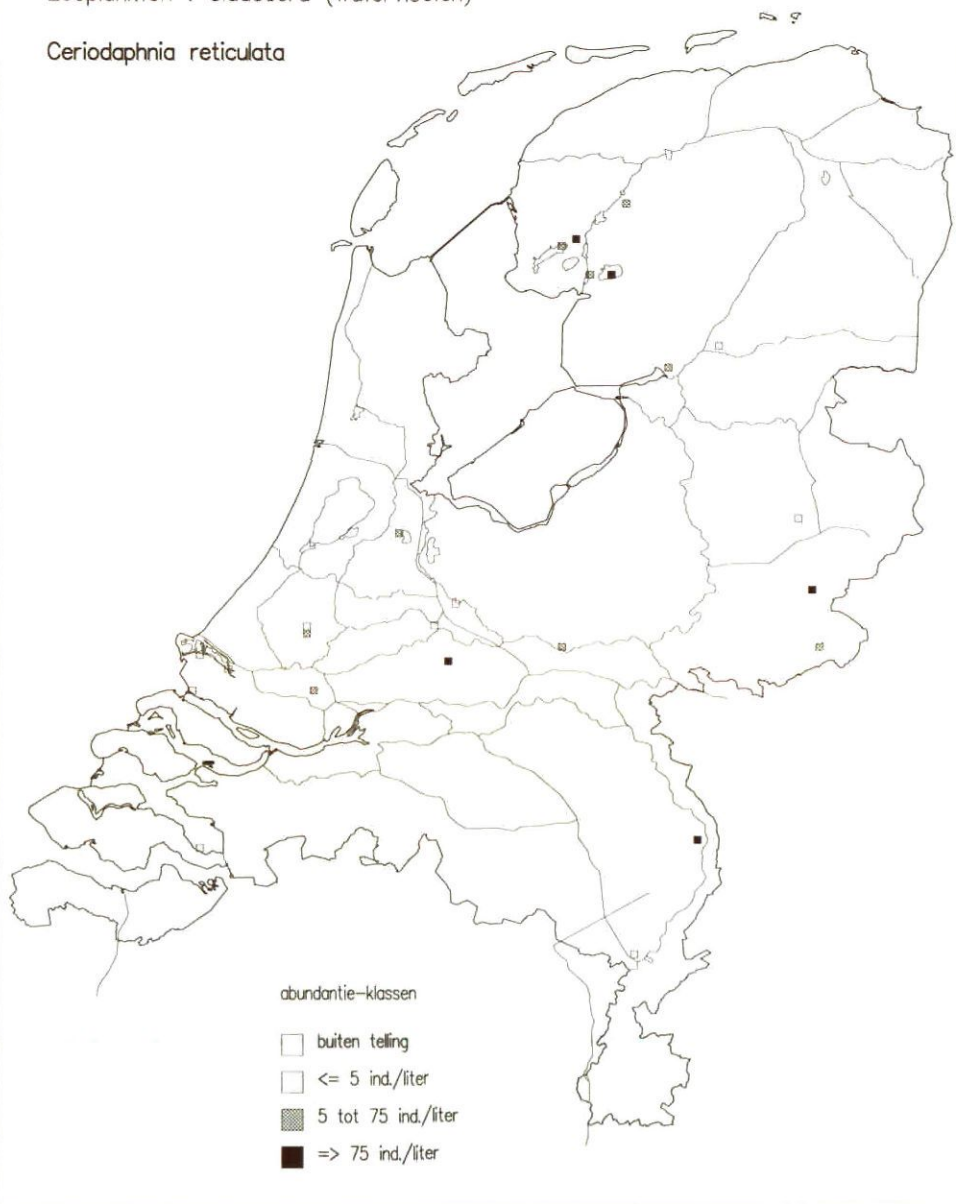 Ceriodaphnia reticulata
abundantie-klassen
buiten telling
<= 5 ind./liter
5 tot 75 ind./liter
=> 75 ind./liter